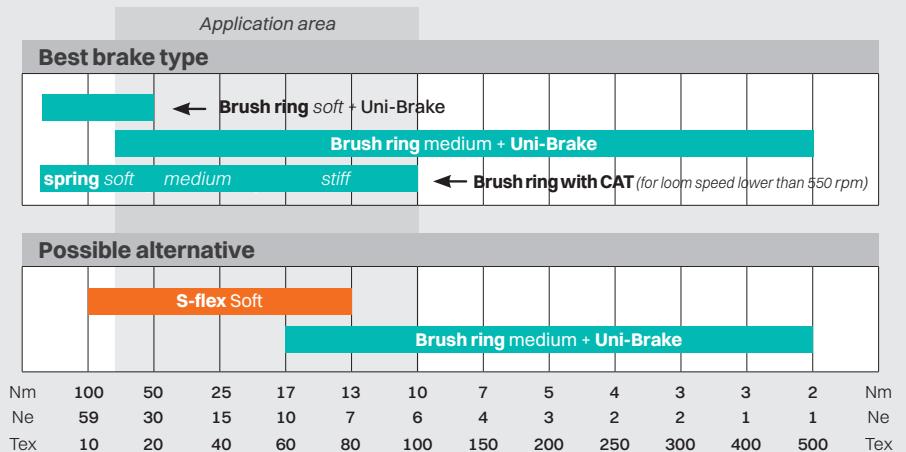 Application area
Best brake type
Brush ring soft + Uni-Brake
Brush ring medium + Uni-Brake
spring soft medium stiff
Brush ring with CAT (for loom speed lower than 550 rpm)
Possible alternative
S-flex Soft
Brush ring medium + Uni-Brake
Nm 100 50 25 17 13 10 7 5 4 3 3 2 Nm
Ne 59 30 15 10 7 6 4 3 2 2 1 1 Ne
Tex 10 20 40 60 80 100 150 200 250 300 400 500 Tex